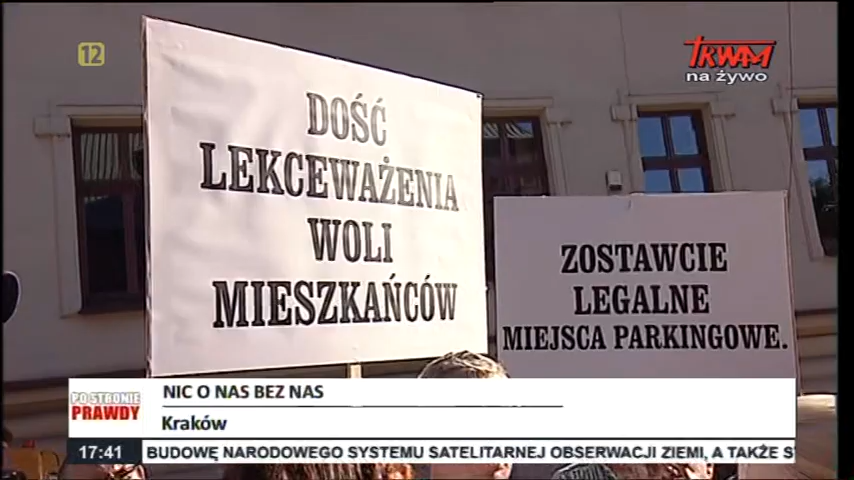 12
TRWAM
na żywo
DOŚĆ
LEKCEWAŻENIA
WOLI
MIESZKAŃCÓW
ZOSTAWCIE
LEGALNE
MIEJSCA PARKINGOWE.
PO STRONIE
PRAWDY
NIC O NAS BEZ NAS
Kraków
17:41
BUDOWĘ NARODOWEGO SYSTEMU SATELITARNEJ OBSERWACJI ZIEMI, A TAKŻE